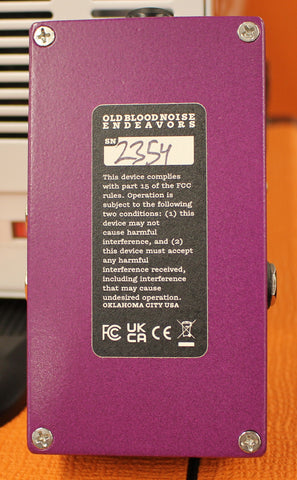 OLD BLOOD NOISE
ENDEAVORS
SN
2354
This device complies
with part 15 of the FCC
rules. Operation is
subject to the following
two conditions: (1) this
device may not
cause harmful
interference, and (2)
this device must accept
any harmful
interference received,
including interference
that may cause
undesired operation.
OKLAHOMA CITY USA
FC UK CA CE